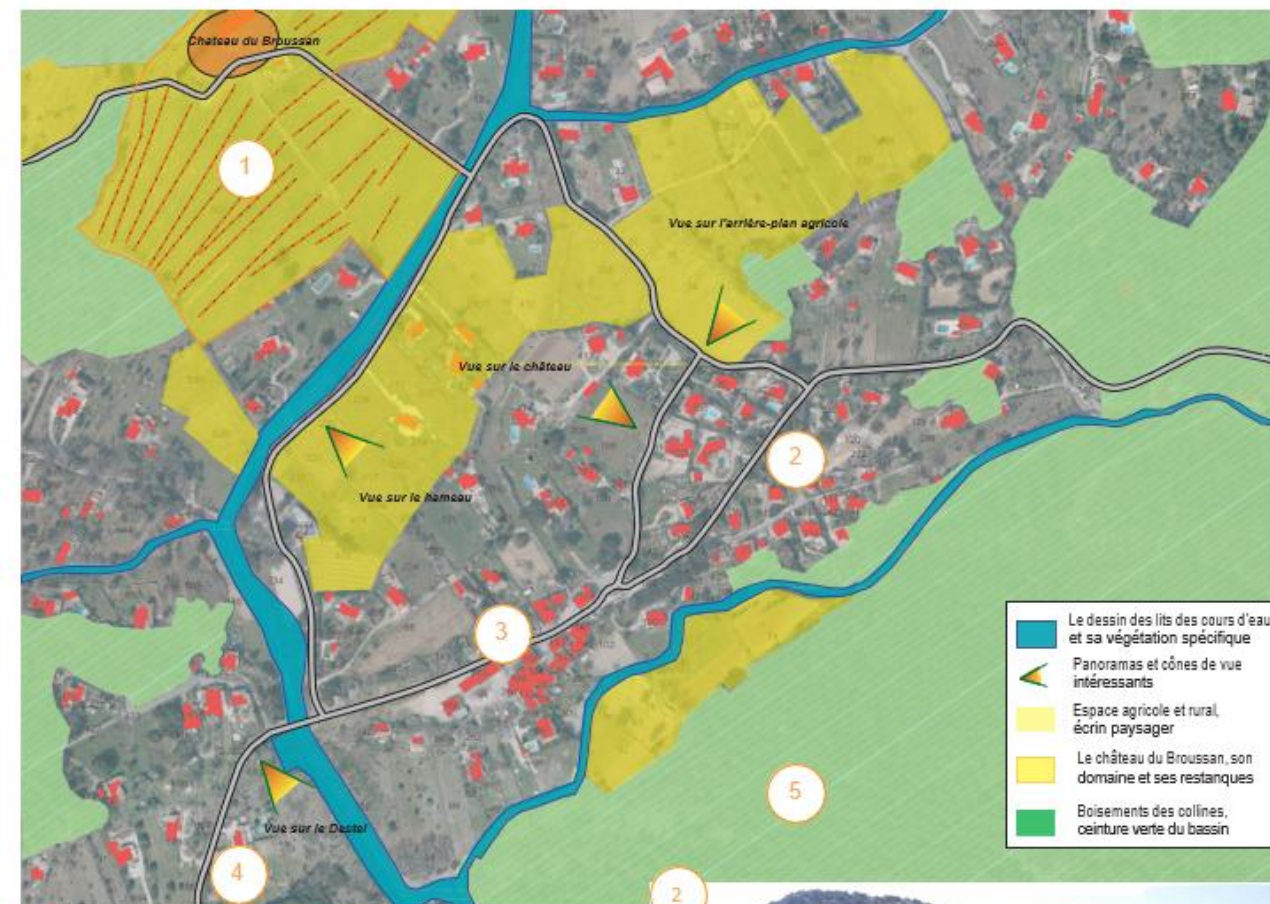 Chateau du Broussan
1
Vue sur l'arrière-plan agricole
Vue sur le château
2
Vue sur le hameau
3
Le dessin des lits des cours d'eau
et sa végétation spécifique
Panoramas et cônes de vue
intéressants
Espace agricole et rural,
écrin paysager
Le château du Broussan, son
domaine et ses restanques
Boisements des collines,
ceinture verte du bassin
5
Vue sur le Destel
4
2